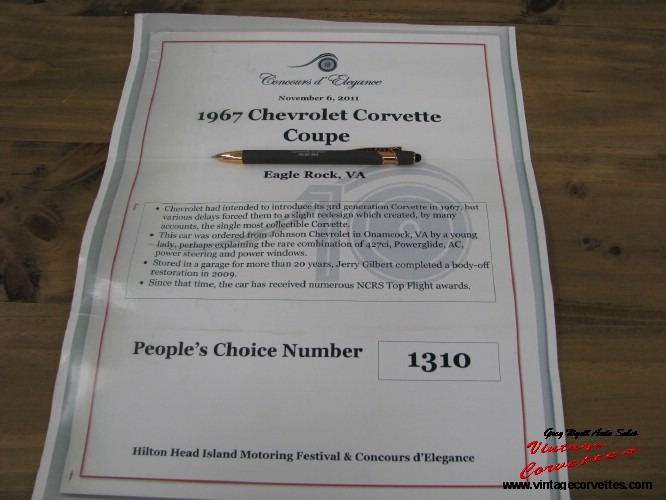 Concours d'Elegance
November 6, 2011
1967 Chevrolet Corvette
Coupe
Eagle Rock, VA
10
• Chevrolet had intended to introduce its 3rd generation Corvette in 1967, but
various delays forced them to a slight redesign which created, by many
accounts, the single most collectible Corvette.
• This car was ordered from Johnson Chevrolet in Onamcock, VA by a young
lady, perhaps explaining the rare combination of 427ci, Powerglide, AC,
power steering and power windows.
• Stored in a garage for more than 20 years, Jerry Gilbert completed a body-off
restoration in 2009.
• Since that time, the car has received numerous NCRS Top Flight awards.
People's Choice Number
1310
Hilton Head Island Motoring Festival & Concours d'Elegance
Greg Wyatt Auto Sales
Vintage
Corvettes
www.vintagecorvettes.com